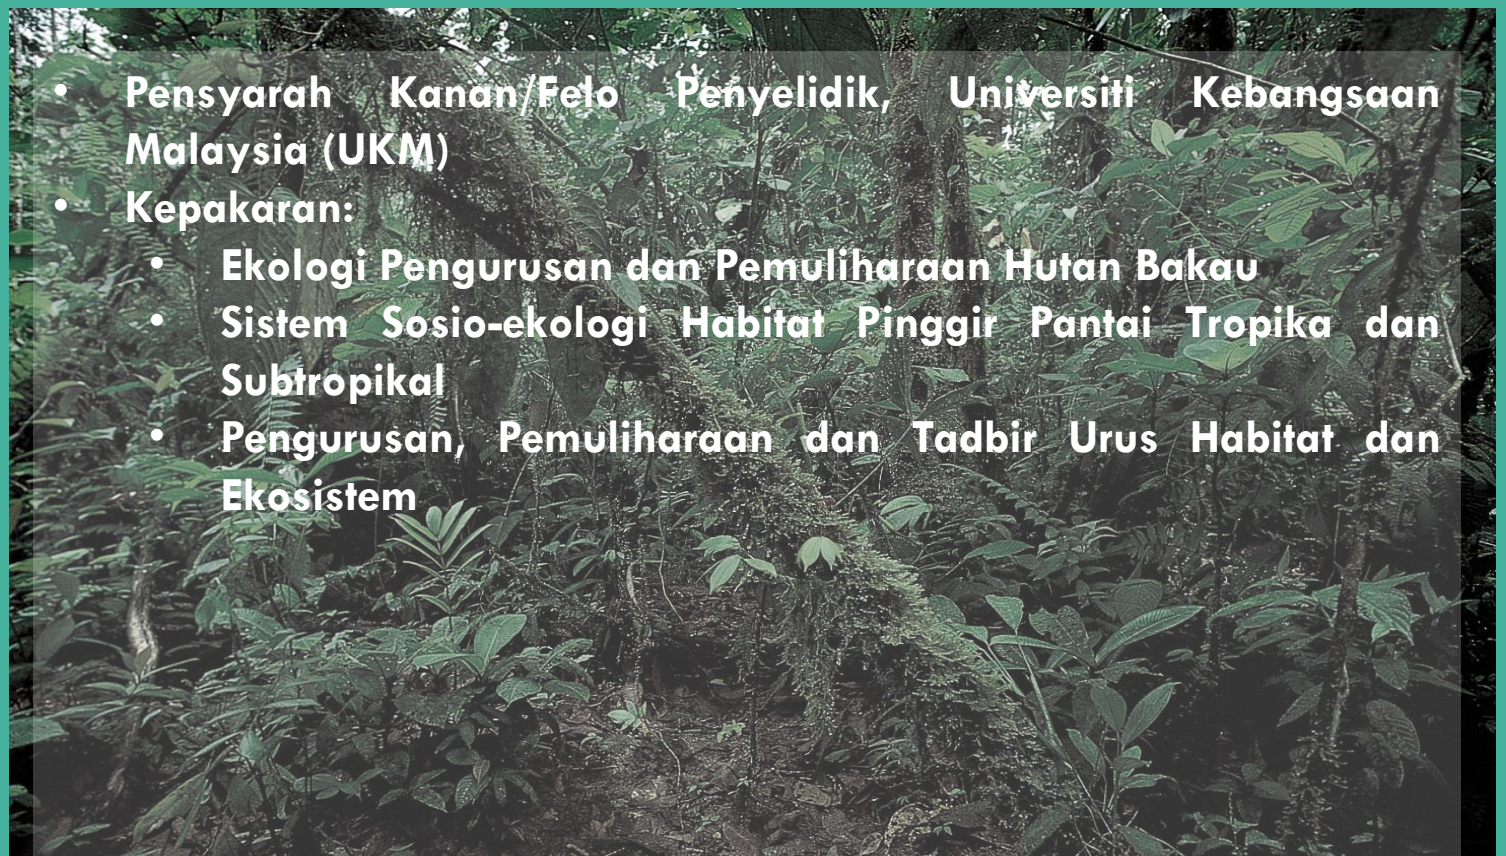 • Pensyarah Kanan/Felo Penyelidik, Universiti Kebangsaan
Malaysia (UKM)
• Kepakaran:
• Ekologi Pengurusan dan Pemuliharaan Hutan Bakau
• Sistem Sosio-ekologi Habitat Pinggir Pantai Tropika dan
Subtropikal
• Pengurusan, Pemuliharaan dan Tadbir Urus Habitat dan
Ekosistem